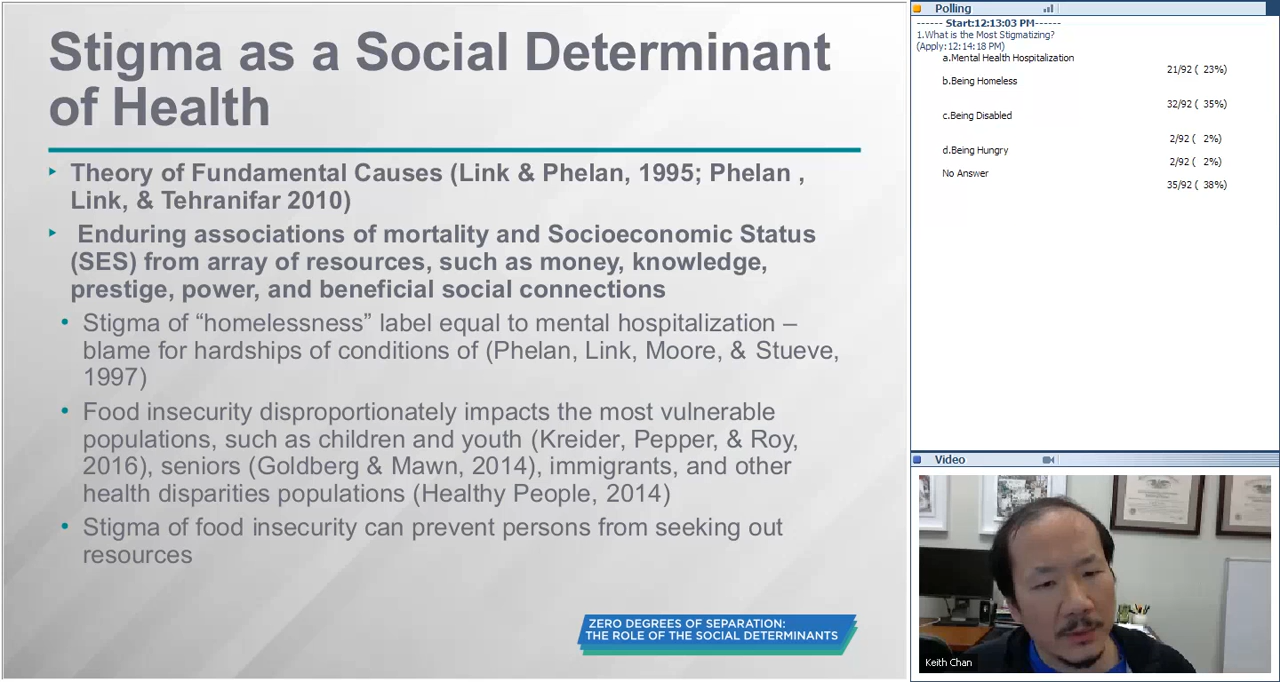 Stigma as a Social Determinant
of Health
Theory of Fundamental Causes (Link & Phelan, 1995; Phelan ,
Link, & Tehranifar 2010)
Enduring associations of mortality and Socioeconomic Status
(SES) from array of resources, such as money, knowledge,
prestige, power, and beneficial social connections
Stigma of “homelessness” label equal to mental hospitalization –
blame for hardships of conditions of (Phelan, Link, Moore, & Stueve,
1997)
Food insecurity disproportionately impacts the most vulnerable
populations, such as children and youth (Kreider, Pepper, & Roy,
2016), seniors (Goldberg & Mawn, 2014), immigrants, and other
health disparities populations (Healthy People, 2014)
Stigma of food insecurity can prevent persons from seeking out
resources
ZERO DEGREES OF SEPARATION:
THE ROLE OF THE SOCIAL DETERMINANTS
Polling
------ Start:12:13:03 PM------
1.What is the Most Stigmatizing?
(Apply:12:14:18 PM)
a.Mental Health Hospitalization
21/92 ( 23%)
b.Being Homeless
32/92 ( 35%)
c.Being Disabled
2/92 ( 2%)
d.Being Hungry
2/92 ( 2%)
No Answer
35/92 ( 38%)
Video
Keith Chan